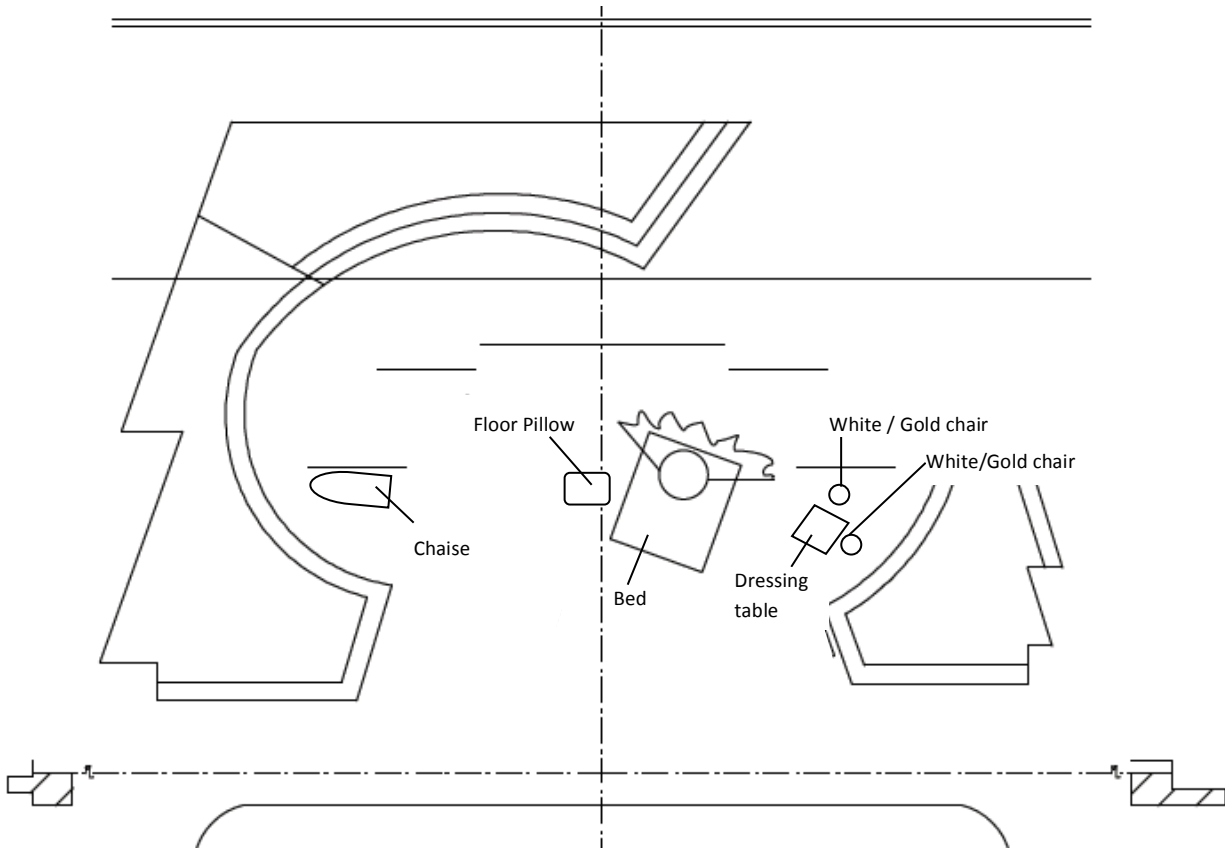 Floor Pillow
White / Gold chair
White/Gold chair
Chaise
Bed
Dressing
table